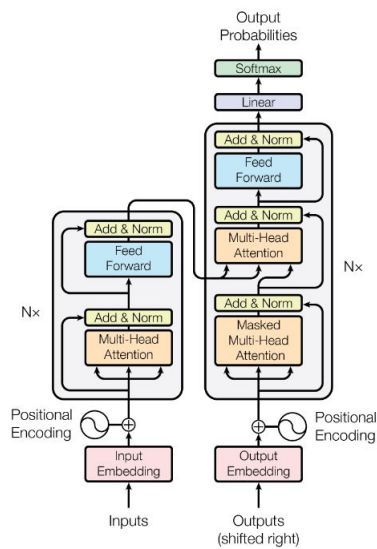 Output
Probabilities
Softmax
Linear
Add & Norm
Feed
Forward
Add & Norm
Multi-Head
Attention
Nx
Add & Norm
Masked
Multi-Head
Attention
Positional
Encoding
Output
Embedding
Outputs
(shifted right)
Add & Norm
Feed
Forward
Nx
Add & Norm
Multi-Head
Attention
Positional
Encoding
Input
Embedding
Inputs